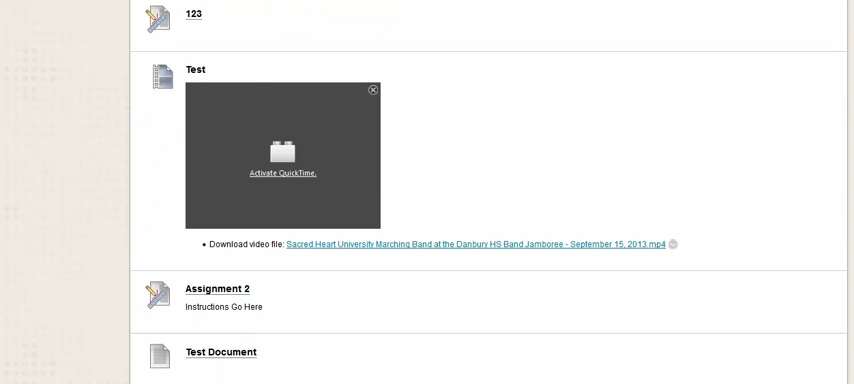 123
Test
Activate QuickTime.
• Download video file: Sacred Heart University Marching Band at the Danbury HS Band Jamboree - September 15, 2013.mp4
Assignment 2
Instructions Go Here
Test Document